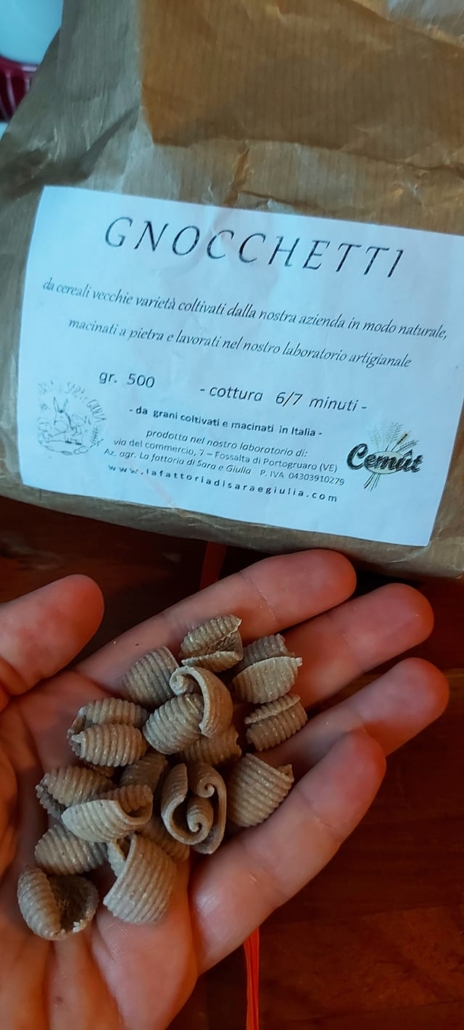 GNOCCHETTI
da cereali vecchie varietà coltivati dalla nostra azienda in modo naturale,
macinati a pietra e lavorati nel nostro laboratorio artigianale
gr. 500 - cottura 6/7 minuti -
- da grani coltivati e macinati in Italia -
prodotta nel nostro laboratorio di:
via del commercio, 7 – Fossalta di Portogruaro (VE)
Az. agr. La fattoria di Sara e Giulia P. IVA 04303910279
www.lafattoriadisaraegiulia.com
Cemût